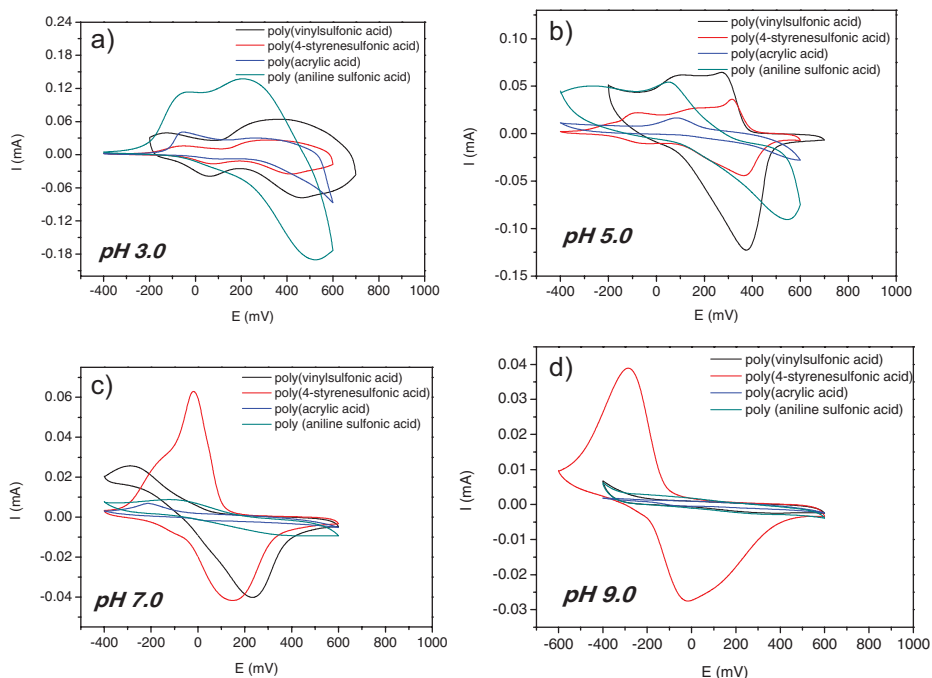 a)
poly(vinylsulfonic acid)
poly(4-styrenesulfonic acid)
poly(acrylic acid)
poly (aniline sulfonic acid)
0.24
0.18
0.12
0.06
0.00
-0.06
-0.12
-0.18
I (mA)
pH 3.0
-400 -200 0 200 400 600 800 1000
E (mV)
b)
poly(vinylsulfonic acid)
poly(4-styrenesulfonic acid)
poly(acrylic acid)
poly (aniline sulfonic acid)
0.10
0.05
0.00
-0.05
-0.10
-0.15
I (mA)
pH 5.0
-400 -200 0 200 400 600 800 1000
E (mV)
c)
poly(vinylsulfonic acid)
poly(4-styrenesulfonic acid)
poly(acrylic acid)
poly (aniline sulfonic acid)
0.06
0.04
0.02
0.00
-0.02
-0.04
I (mA)
pH 7.0
-400 -200 0 200 400 600 800 1000
E (mV)
d)
poly(vinylsulfonic acid)
poly(4-styrenesulfonic acid)
poly(acrylic acid)
poly (aniline sulfonic acid)
0.04
0.03
0.02
0.01
0.00
-0.01
-0.02
-0.03
I (mA)
pH 9.0
-600 -400 -200 0 200 400 600 800 1000
E (mV)